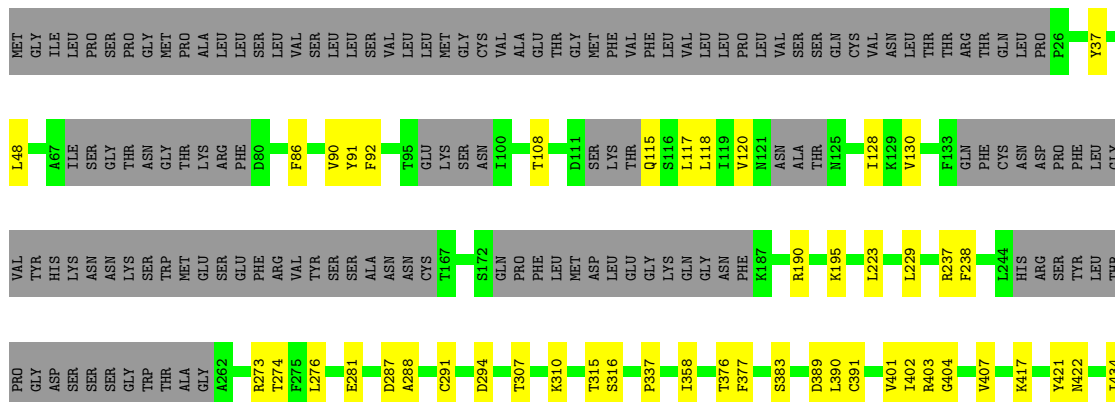 MET GLY ILE LEU PRO SER PRO GLY MET PRO ALA LEU LEU SER LEU VAL SER LEU LEU SER VAL LEU LEU MET GLY CYS VAL ALA GLU THR GLY MET PHE VAL PHE LEU VAL LEU LEU PRO LEU VAL SER SER GLN CYS VAL ASN LEU THR THR ARG THR GLN LEU PRO P26 Y37
L48 A67 ILE SER GLY THR ASN GLY THR LYS ARG PHE D80 F86 V90 Y91 F92 T95 GLU LYS SER ASN I100 T108 D111 SER LYS THR Q115 S116 L117 L118 I119 V120 N121 ASN ALA THR N125 I128 K129 V130 F133 GLN PHE CYS ASN ASP PRO PHE LEU GLY
VAL TYR HIS LYS ASN ASN LYS SER TRP MET GLU SER GLU PHE ARG VAL TYR SER SER ALA ASN ASN CYS T167 S172 GLN PRO PHE LEU MET ASP LEU GLU GLY LYS GLN GLY ASN PHE K187 R190 K195 L223 L229 R237 F238 L244 HIS ARG SER TYR LEU THR
PRO GLY ASP SER SER SER GLY TRP THR ALA GLY A262 R273 T274 F275 L276 E281 D287 A288 C291 D294 T307 K310 T315 S316 P337 I358 T376 F377 S383 D389 L390 C391 V401 I402 R403 G404 V407 K417 Y421 N422